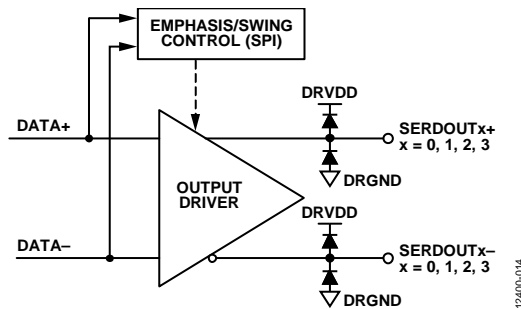 EMPHASIS/SWING
CONTROL (SPI)
DRVDD
DATA+
SERDOUTx+
x = 0, 1, 2, 3
OUTPUT
DRIVER
DRGND
DRVDD
DATA–
SERDOUTx–
x = 0, 1, 2, 3
DRGND
12400-014